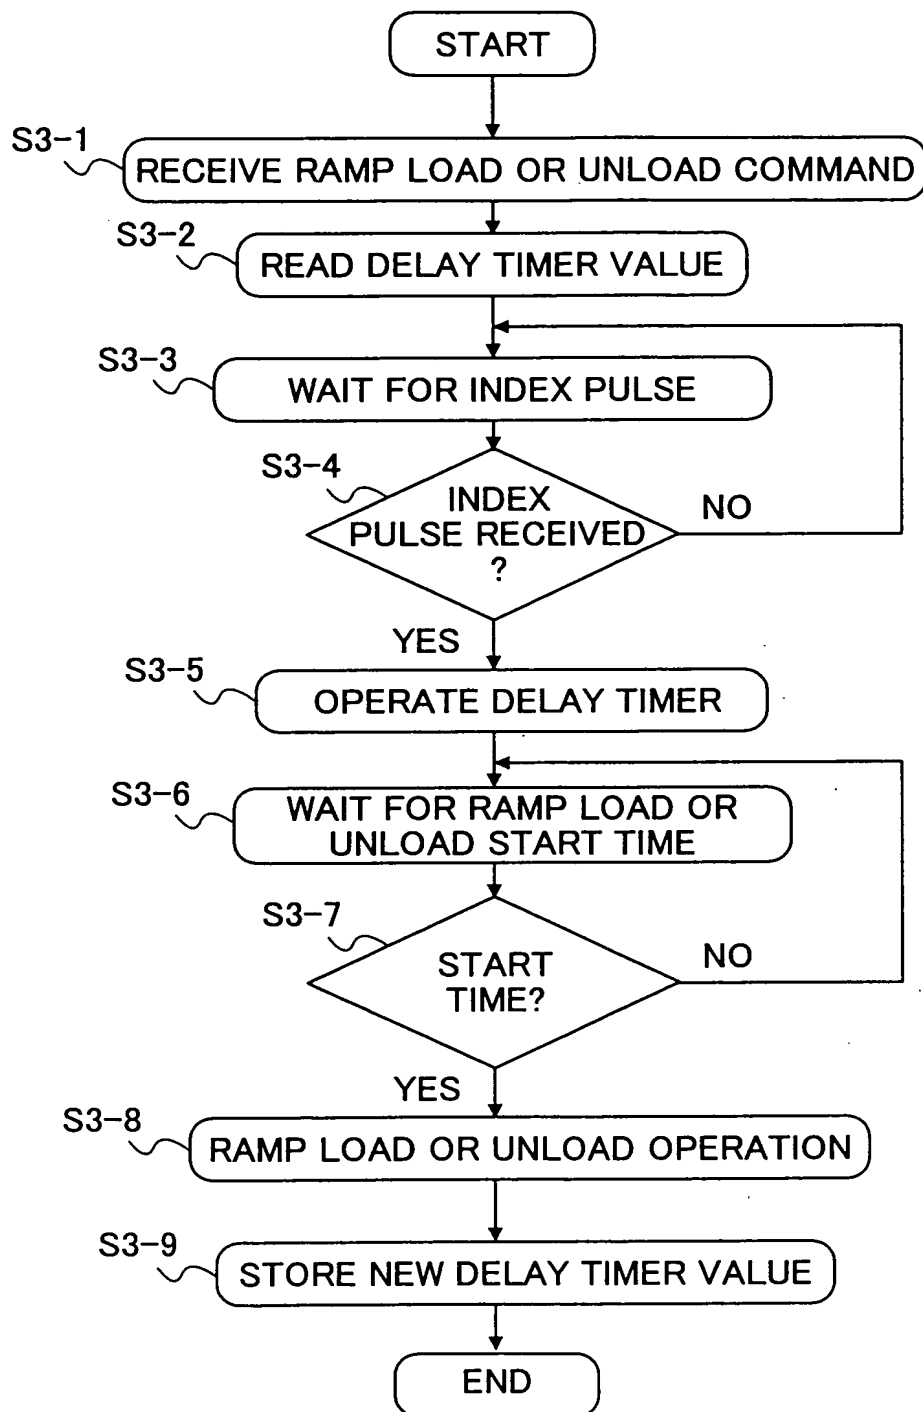 START
S3-1
RECEIVE RAMP LOAD OR UNLOAD COMMAND
S3-2
READ DELAY TIMER VALUE
S3-3
WAIT FOR INDEX PULSE
S3-4
INDEX
PULSE RECEIVED
?
NO
YES
S3-5
OPERATE DELAY TIMER
S3-6
WAIT FOR RAMP LOAD OR
UNLOAD START TIME
S3-7
START
TIME?
NO
YES
S3-8
RAMP LOAD OR UNLOAD OPERATION
S3-9
STORE NEW DELAY TIMER VALUE
END